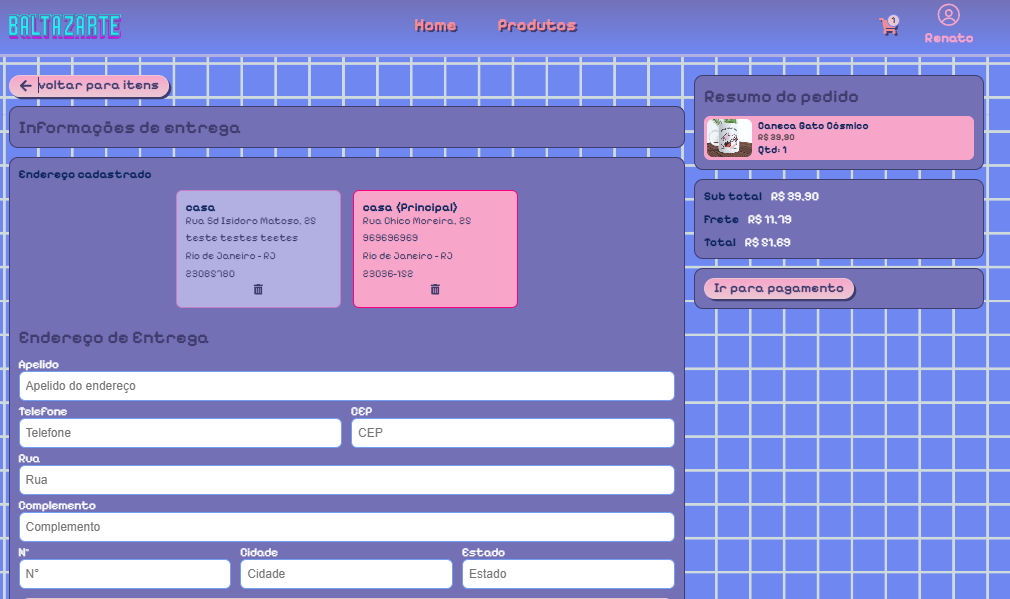 BALTAZARTE
Home
Produtos
1
Renato
voltar para itens
Informações de entrega
Endereço cadastrado
casa
Rua Sd Isidoro Matoso, 25
teste testes teetes
Rio de Janeiro - RJ
23085780
casa (Principal)
Rua Chico Moreira, 25
969696969
Rio de Janeiro - RJ
23036-152
Endereço de Entrega
Apelido
Apelido do endereço
Telefone
Telefone
CEP
CEP
Rua
Rua
Complemento
Complemento
N°
N°
Cidade
Cidade
Estado
Estado
Resumo do pedido
Caneca Gato Cósmico
R$ 39,90
Qtd: 1
Sub total R$ 39,90
Frete R$ 11,79
Total R$ 51,69
Ir para pagamento